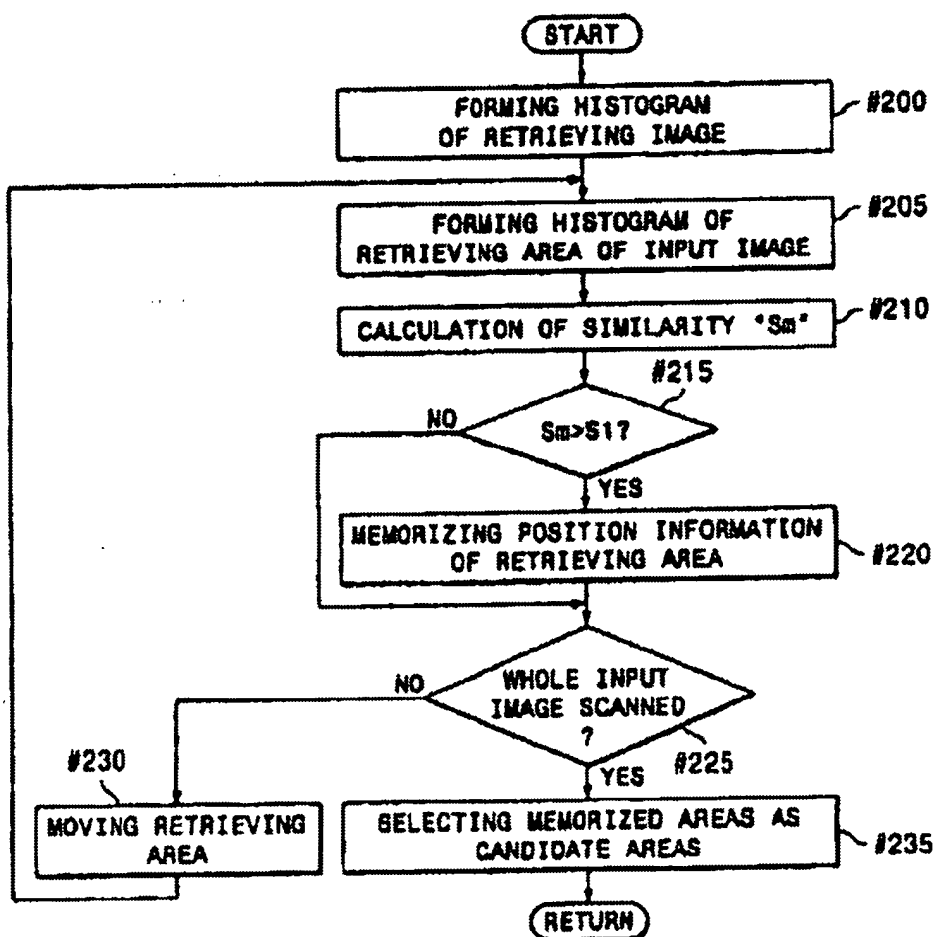 START
FORMING HISTOGRAM
OF RETRIEVING IMAGE
#200
FORMING HISTOGRAM OF
RETRIEVING AREA OF INPUT IMAGE
#205
CALCULATION OF SIMILARITY "Sm"
#210
#215
Sm>S1?
NO
YES
MEMORIZING POSITION INFORMATION
OF RETRIEVING AREA
#220
WHOLE INPUT
IMAGE SCANNED
?
NO
#225
YES
#230
MOVING RETRIEVING
AREA
SELECTING MEMORIZED AREAS AS
CANDIDATE AREAS
#235
RETURN